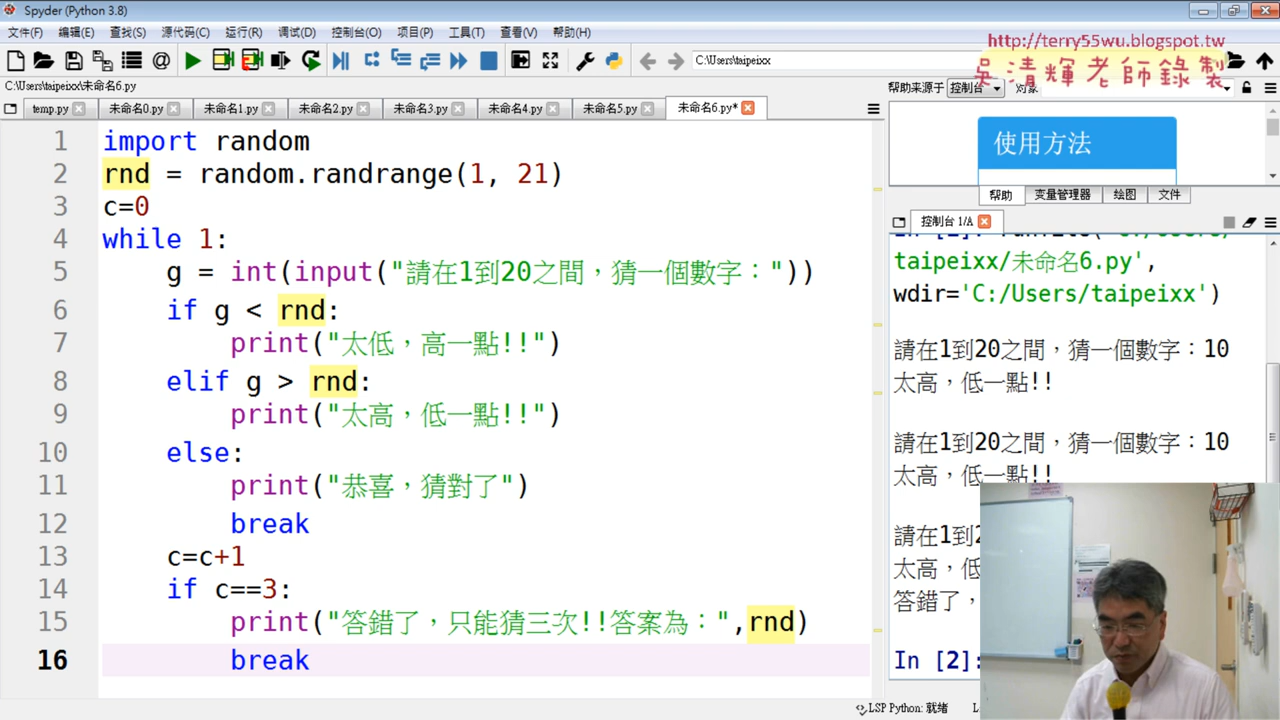 Spyder (Python 3.8)
文件(F) 编辑(E) 查找(S) 源代码(C) 运行(R) 调试(D) 控制台(O) 项目(P) 工具(T) 查看(V) 帮助(H)
C:\Users\taipeixx
http://terry55wu.blogspot.tw
吳清輝老師錄製
C:\Users\taipeixx\未命名6.py
帮助来源于 控制台 对象
temp.py 未命名0.py 未命名1.py 未命名2.py 未命名3.py 未命名4.py 未命名5.py 未命名6.py*
1 import random
2 rnd = random.randrange(1, 21)
3 c=0
4 while 1:
5 g = int(input("請在1到20之間，猜一個數字："))
6 if g < rnd:
7 print("太低，高一點!!")
8 elif g > rnd:
9 print("太高，低一點!!")
10 else:
11 print("恭喜，猜對了")
12 break
13 c=c+1
14 if c==3:
15 print("答錯了，只能猜三次!!答案為：",rnd)
16 break
使用方法
帮助 变量管理器 绘图 文件
控制台 1/A
taipeixx/未命名6.py',
wdir='C:/Users/taipeixx')
請在1到20之間，猜一個數字：10
太高，低一點!!
請在1到20之間，猜一個數字：10
太高，低一點!!
請在1到2
太高，低
答錯了，
In [2]:
LSP Python: 就绪